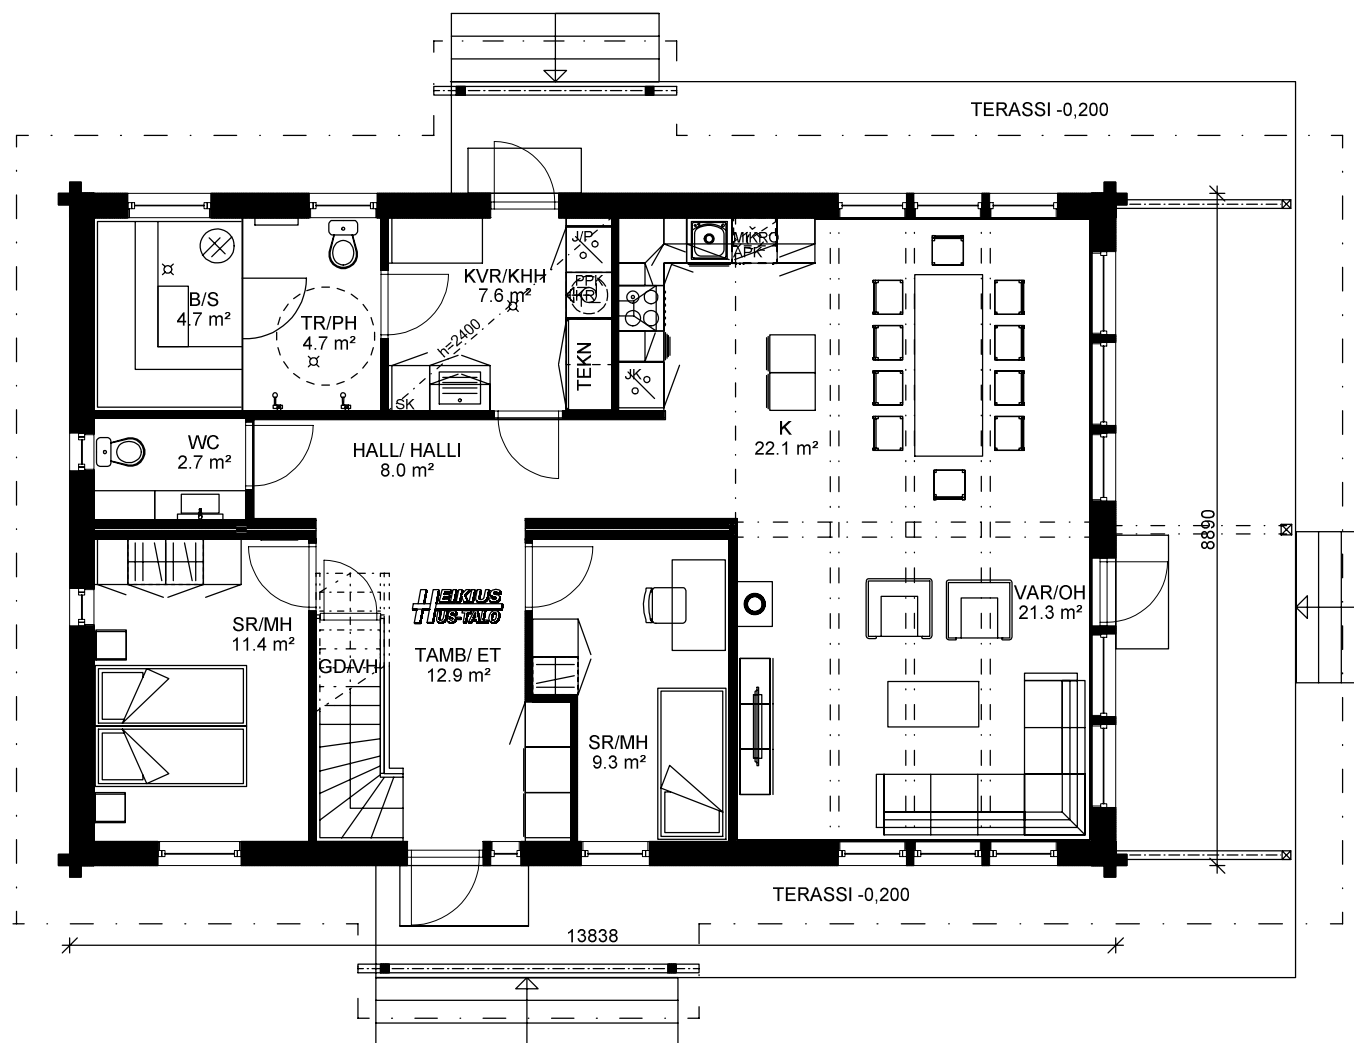 TERASSI -0,200
J/P
MIKRO
APK
KVR/KHH
7.6 m²
PPK
KR
B/S
4.7 m²
TR/PH
4.7 m²
h=2400
TEKN
JK
SK
K
22.1 m²
WC
2.7 m²
HALL/ HALLI
8.0 m²
8890
HEIKIUS
HUS-TALO
VAR/OH
21.3 m²
SR/MH
11.4 m²
TAMB/ ET
12.9 m²
GD/VH
SR/MH
9.3 m²
TERASSI -0,200
13838